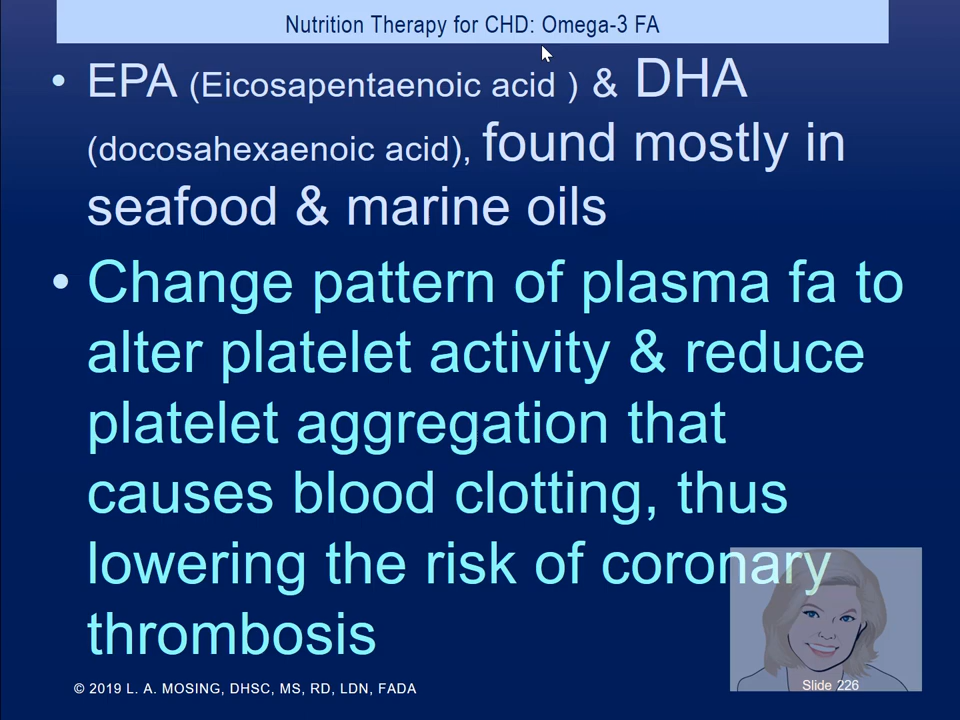 Nutrition Therapy for CHD: Omega-3 FA
• EPA (Eicosapentaenoic acid ) & DHA
(docosahexaenoic acid), found mostly in
seafood & marine oils
• Change pattern of plasma fa to
alter platelet activity & reduce
platelet aggregation that
causes blood clotting, thus
lowering the risk of coronary
thrombosis
© 2019 L. A. MOSING, DHSC, MS, RD, LDN, FADA
Slide 226